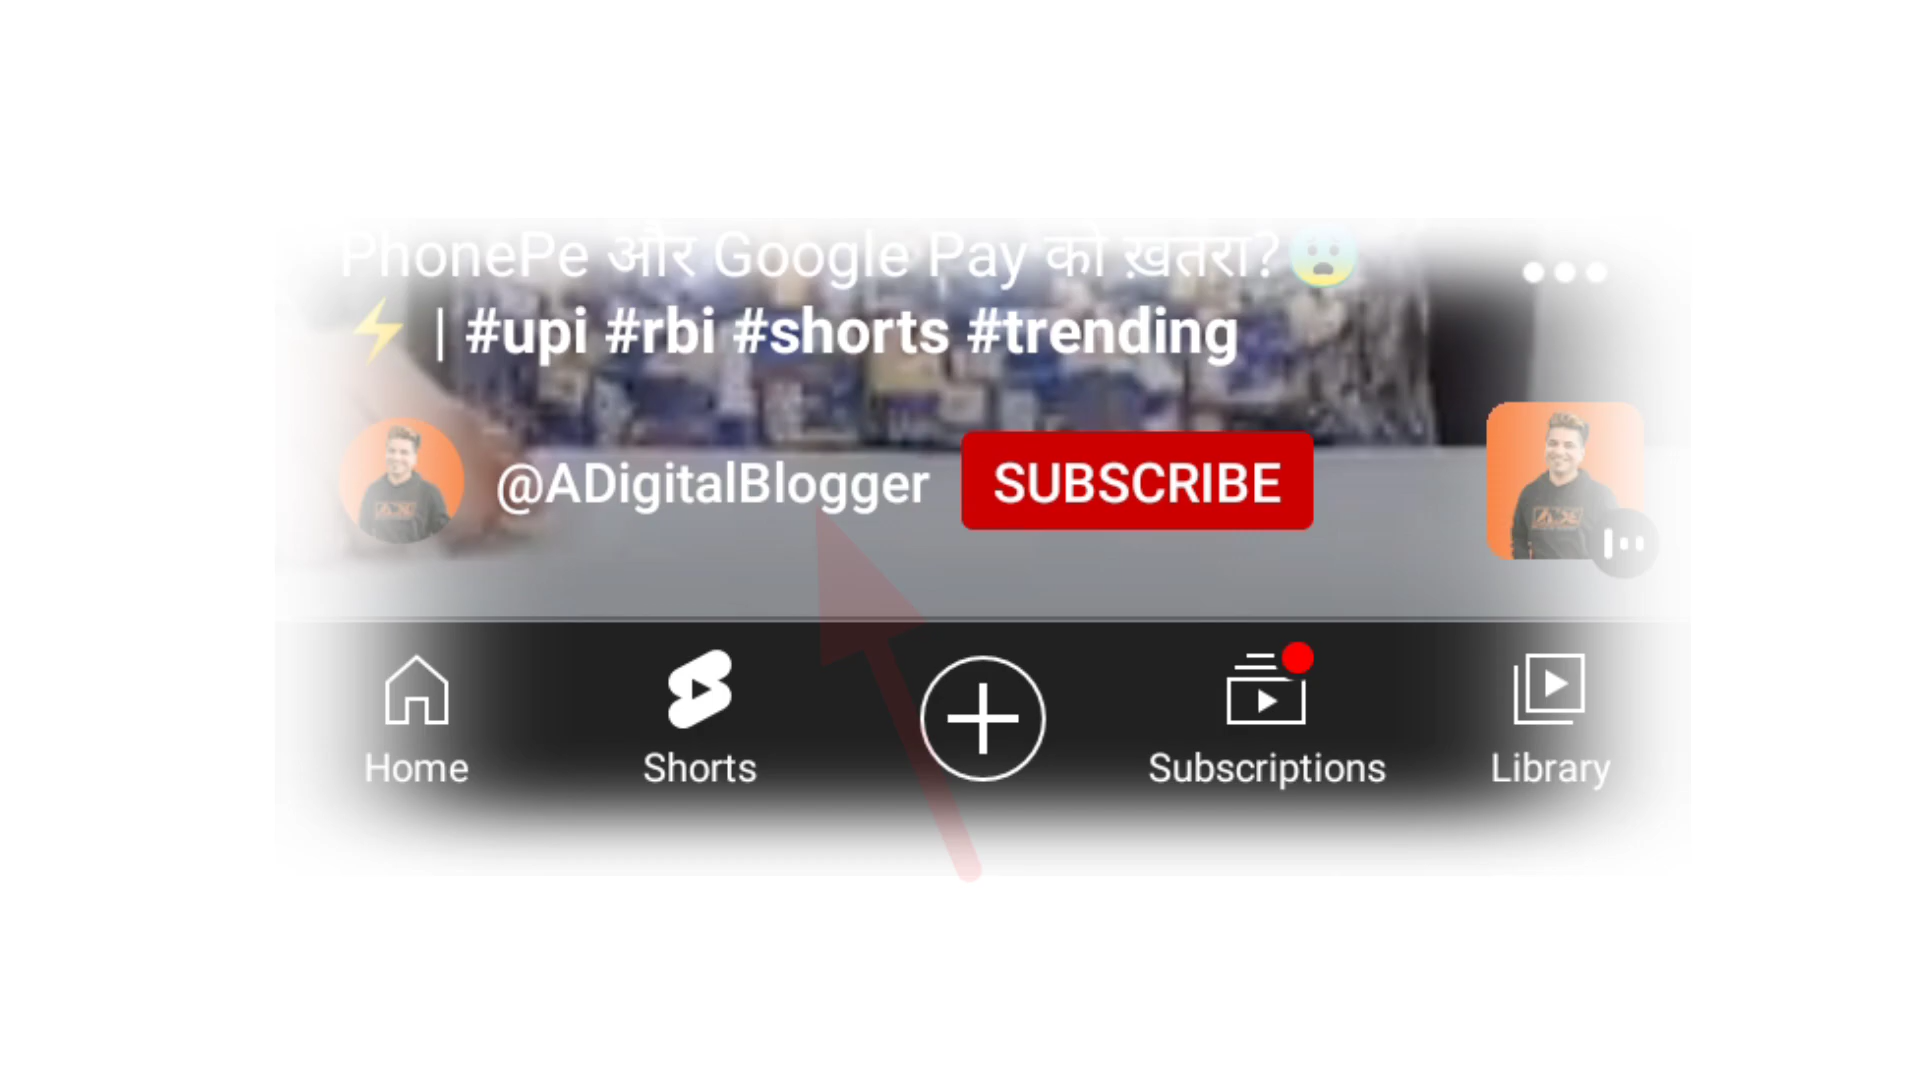 PhonePe और Google Pay को ख़तरा?😨
⚡ | #upi #rbi #shorts #trending
@ADigitalBlogger SUBSCRIBE
Home Shorts Subscriptions Library